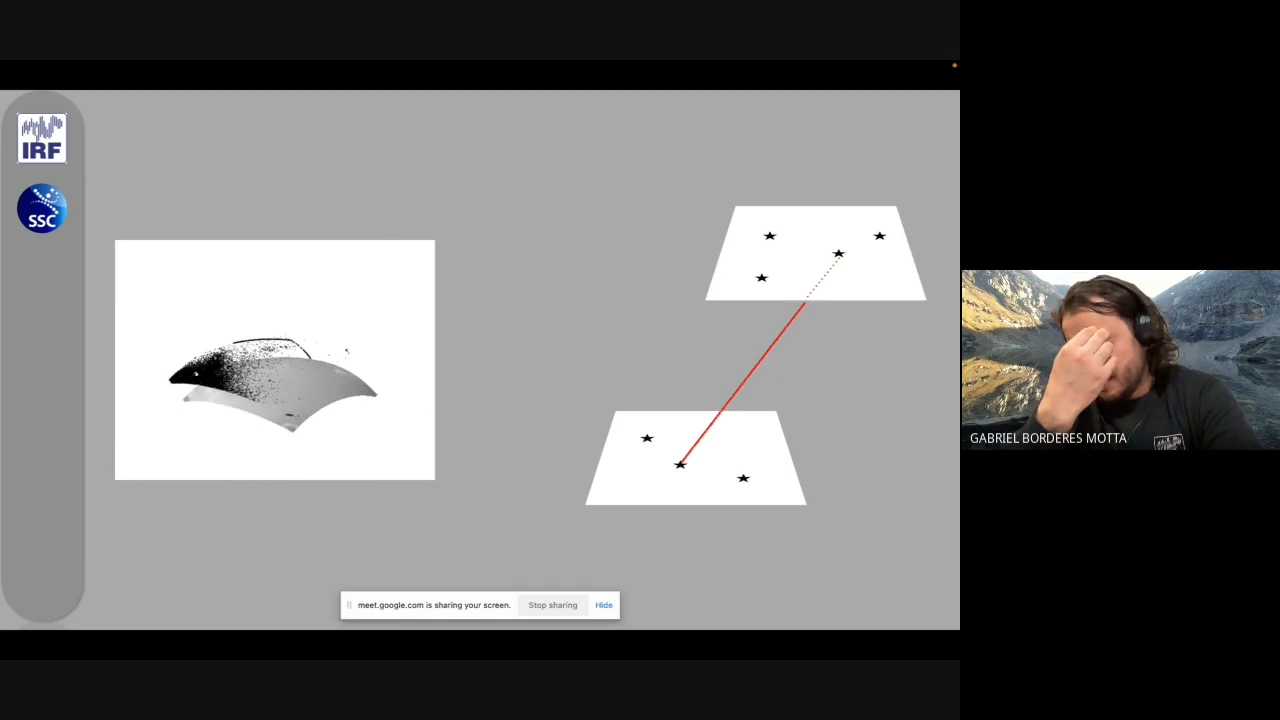 IRF
SSC
GABRIEL BORDERES MOTTA
meet.google.com is sharing your screen. Stop sharing Hide